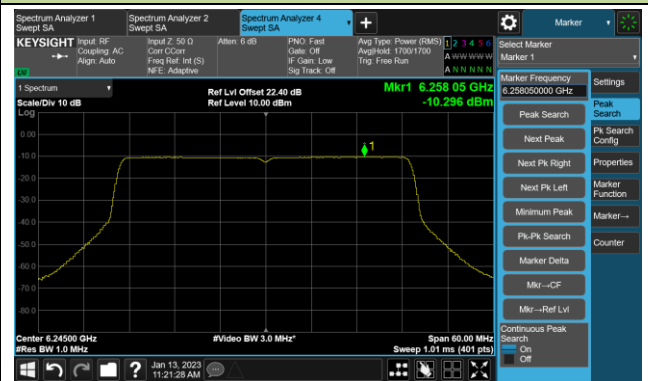 Spectrum Analyzer 1
Swept SA
Spectrum Analyzer 2
Swept SA
Spectrum Analyzer 4
Swept SA
Marker
KEYSIGHT
Input: RF
Coupling: AC
Align: Auto
Input Z: 50 Ω
Corr CCorr
Freq Ref: Int (S)
NFE: Adaptive
Atten: 6 dB
PNO: Fast
Gate: Off
IF Gain: Low
Sig Track: Off
Avg Type: Power (RMS)
Avg|Hold: 1700/1700
Trig: Free Run
1 2 3 4 5 6
A W W W W W
A N N N N N
LNI
1 Spectrum
Scale/Div 10 dB
Log
Ref Lvl Offset 22.40 dB
Ref Level 10.00 dBm
Mkr1 6.258 05 GHz
-10.296 dBm
1
0.00
-10.0
-20.0
-30.0
-40.0
-50.0
-60.0
-70.0
-80.0
Center 6.24500 GHz
#Res BW 1.0 MHz
#Video BW 3.0 MHz*
Span 60.00 MHz
Sweep 1.01 ms (401 pts)
Jan 13, 2023
11:21:28 AM
Select Marker
Marker 1
Marker Frequency
6.258050000 GHz
Peak Search
Next Peak
Next Pk Right
Next Pk Left
Minimum Peak
Pk-Pk Search
Marker Delta
Mkr→CF
Mkr→Ref Lvl
Continuous Peak
Search
On
Off
Settings
Peak
Search
Pk Search
Config
Properties
Marker
Function
Marker→
Counter